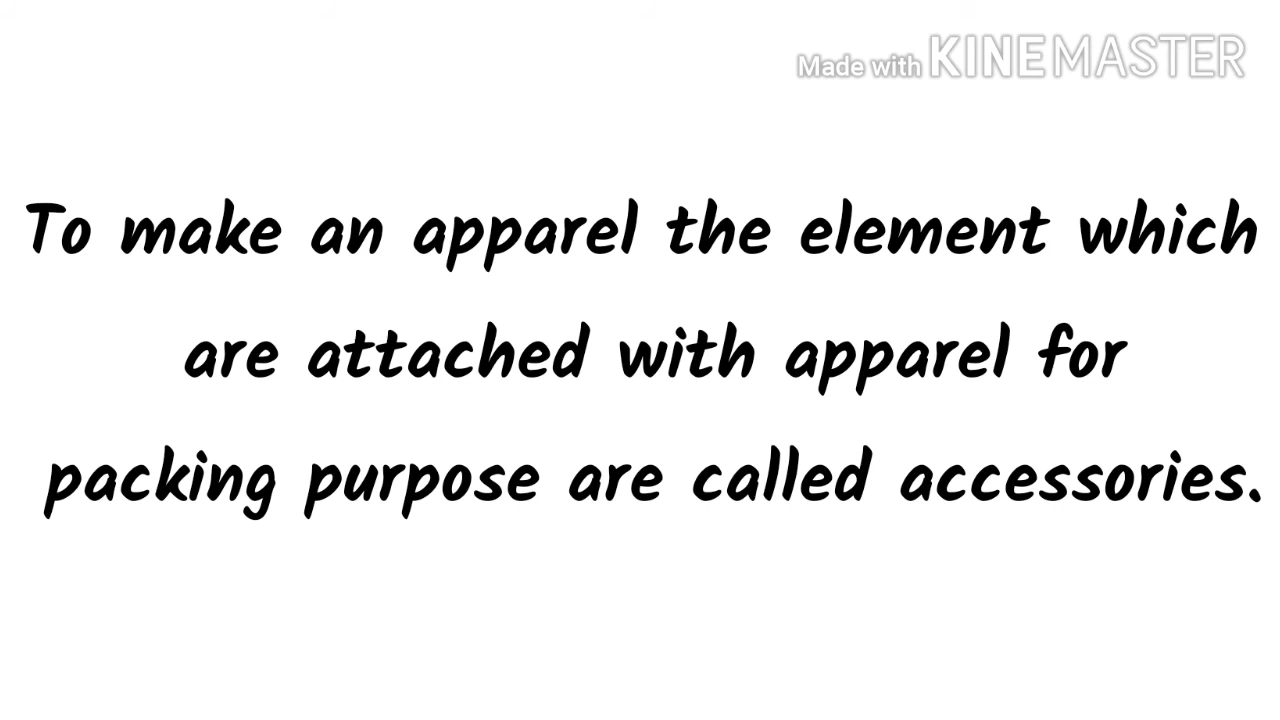 Made with KINEMASTER
To make an apparel the element which
are attached with apparel for
packing purpose are called accessories.